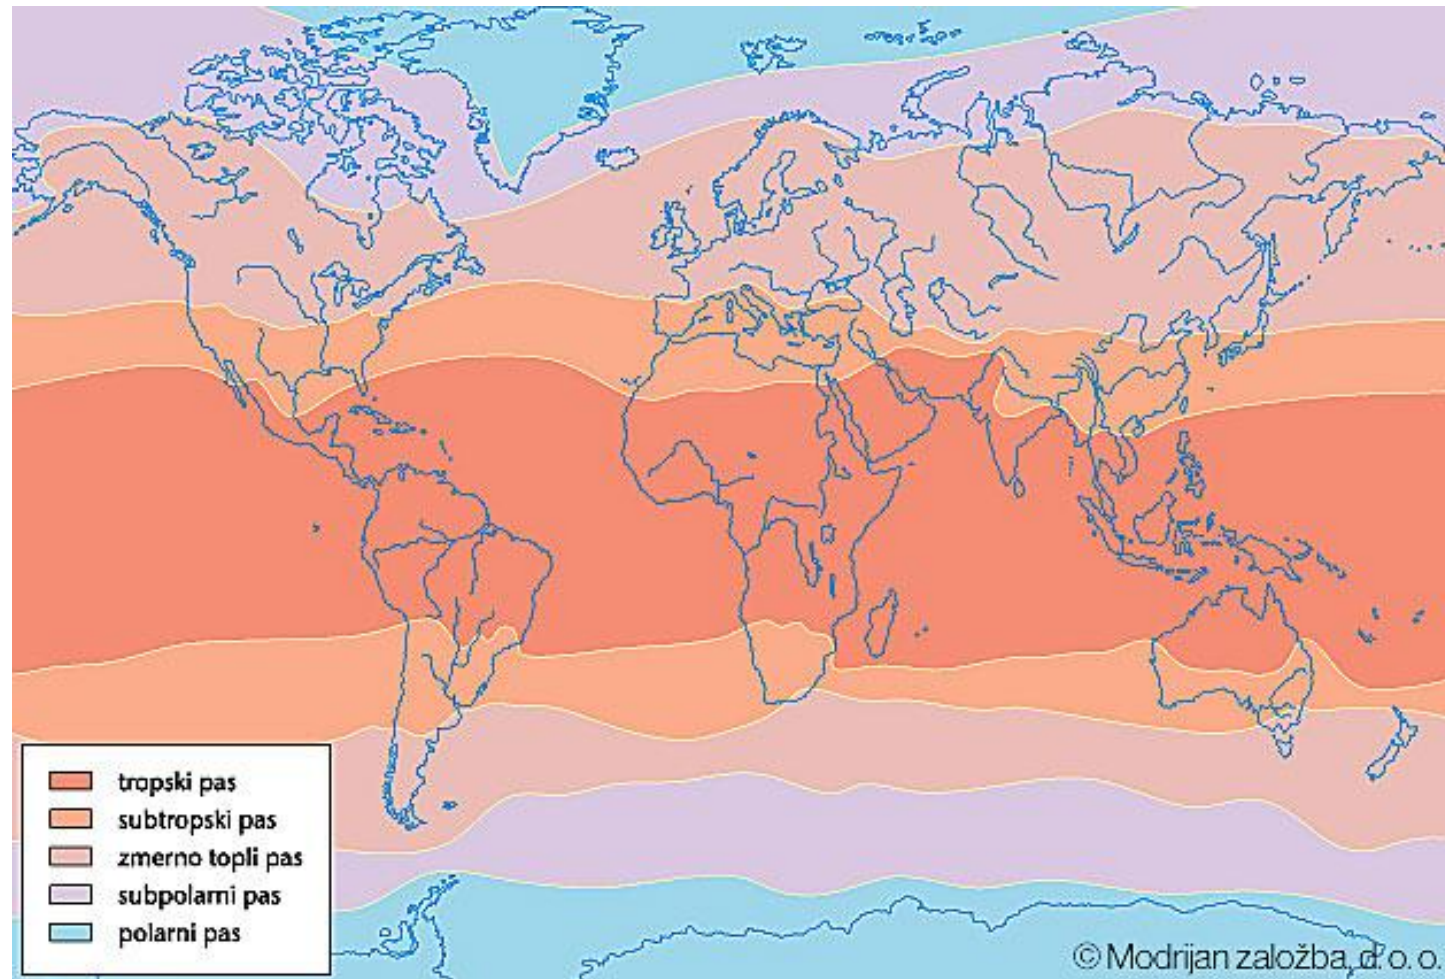 tropski pas
subtropski pas
zmerno topli pas
subpolarni pas
polarni pas
© Modrijan založba, d. o. o.